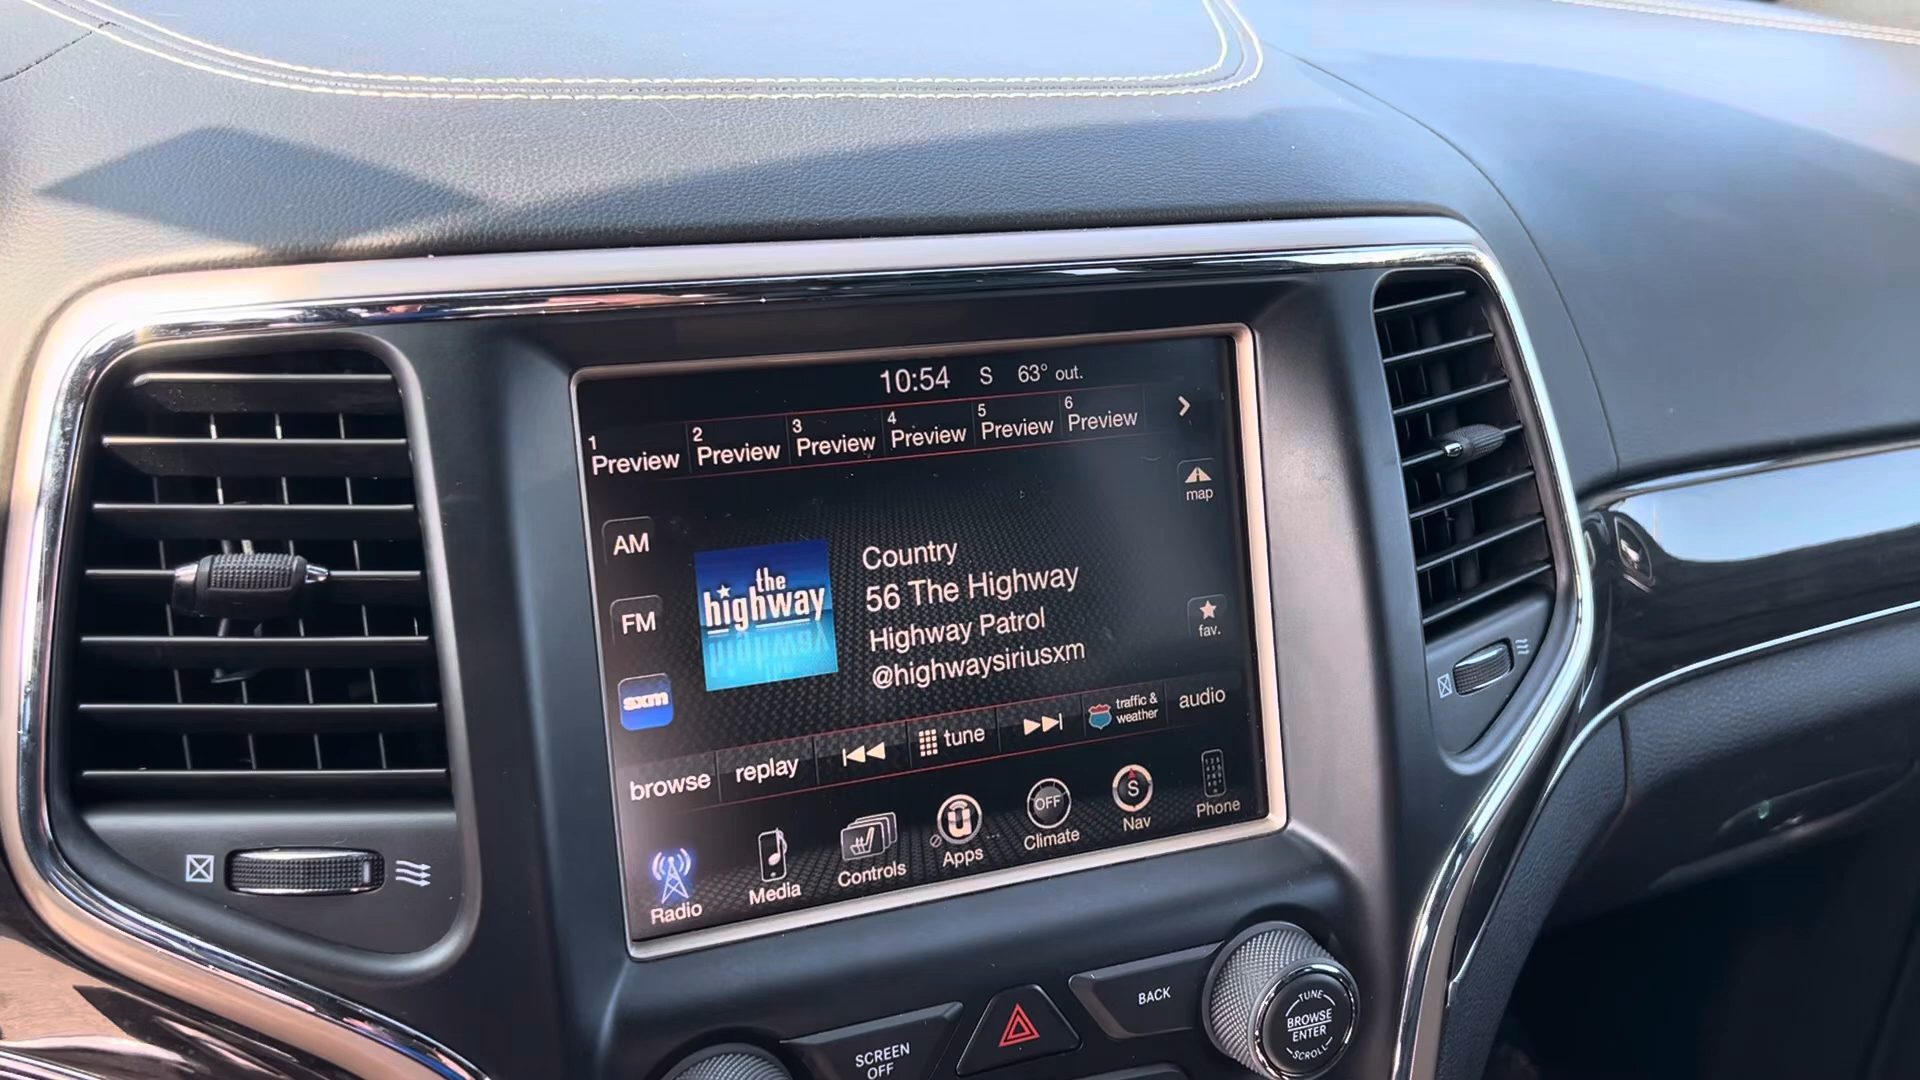 10:54 S 63° out.
1 Preview
2 Preview
3 Preview
4 Preview
5 Preview
6 Preview
map
AM
FM
sxm
the
highway
Country
56 The Highway
Highway Patrol
@highwaysiriusxm
fav.
browse
replay
tune
traffic &
weather
audio
Radio
Media
Controls
Apps
OFF
Climate
S
Nav
Phone
SCREEN
OFF
BACK
TUNE
BROWSE
ENTER
SCROLL